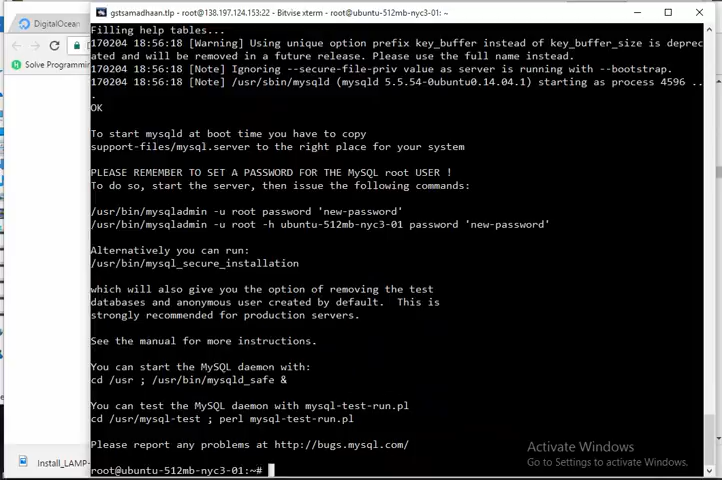 gstsamadhaan.tlp - root@138.197.124.153:22 - Bitvise xterm - root@ubuntu-512mb-nyc3-01: ~
DigitalOcean
Solve Programmin
Filling help tables...
170204 18:56:18 [Warning] Using unique option prefix key_buffer instead of key_buffer_size is deprec
ated and will be removed in a future release. Please use the full name instead.
170204 18:56:18 [Note] Ignoring --secure-file-priv value as server is running with --bootstrap.
170204 18:56:18 [Note] /usr/sbin/mysqld (mysqld 5.5.54-0ubuntu0.14.04.1) starting as process 4596 ..
.
OK
To start mysqld at boot time you have to copy
support-files/mysql.server to the right place for your system
PLEASE REMEMBER TO SET A PASSWORD FOR THE MySQL root USER !
To do so, start the server, then issue the following commands:
/usr/bin/mysqladmin -u root password 'new-password'
/usr/bin/mysqladmin -u root -h ubuntu-512mb-nyc3-01 password 'new-password'
Alternatively you can run:
/usr/bin/mysql_secure_installation
which will also give you the option of removing the test
databases and anonymous user created by default.  This is
strongly recommended for production servers.
See the manual for more instructions.
You can start the MySQL daemon with:
cd /usr ; /usr/bin/mysqld_safe &
You can test the MySQL daemon with mysql-test-run.pl
cd /usr/mysql-test ; perl mysql-test-run.pl
Please report any problems at http://bugs.mysql.com/
root@ubuntu-512mb-nyc3-01:~#
Install_LAMP-
Activate Windows
Go to Settings to activate Windows.